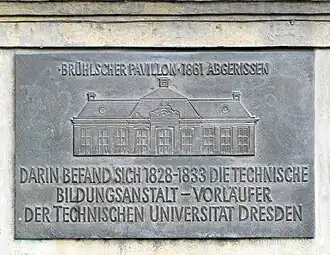 ·BRÜHLSCHER PAVILLON·1861 ABGERISSEN
DARIN BEFAND SICH 1828-1833 DIE TECHNISCHE
BILDUNGSANSTALT – VORLÄUFER
DER TECHNISCHEN UNIVERSITÄT DRESDEN